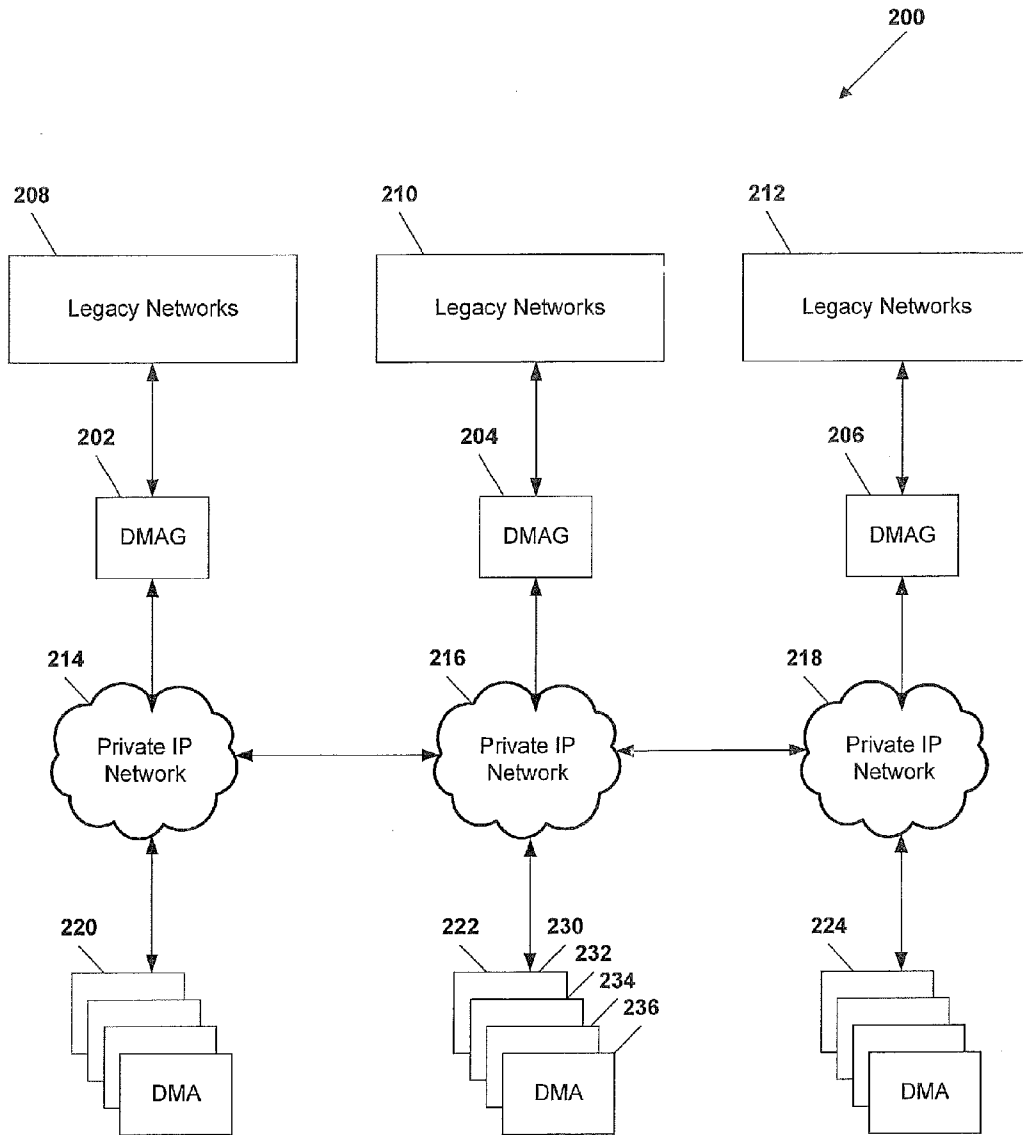 200
208
210
212
Legacy Networks
Legacy Networks
Legacy Networks
202
204
206
DMAG
DMAG
DMAG
214
216
218
Private IP
Network
Private IP
Network
Private IP
Network
220
222
230
224
232
234
236
DMA
DMA
DMA